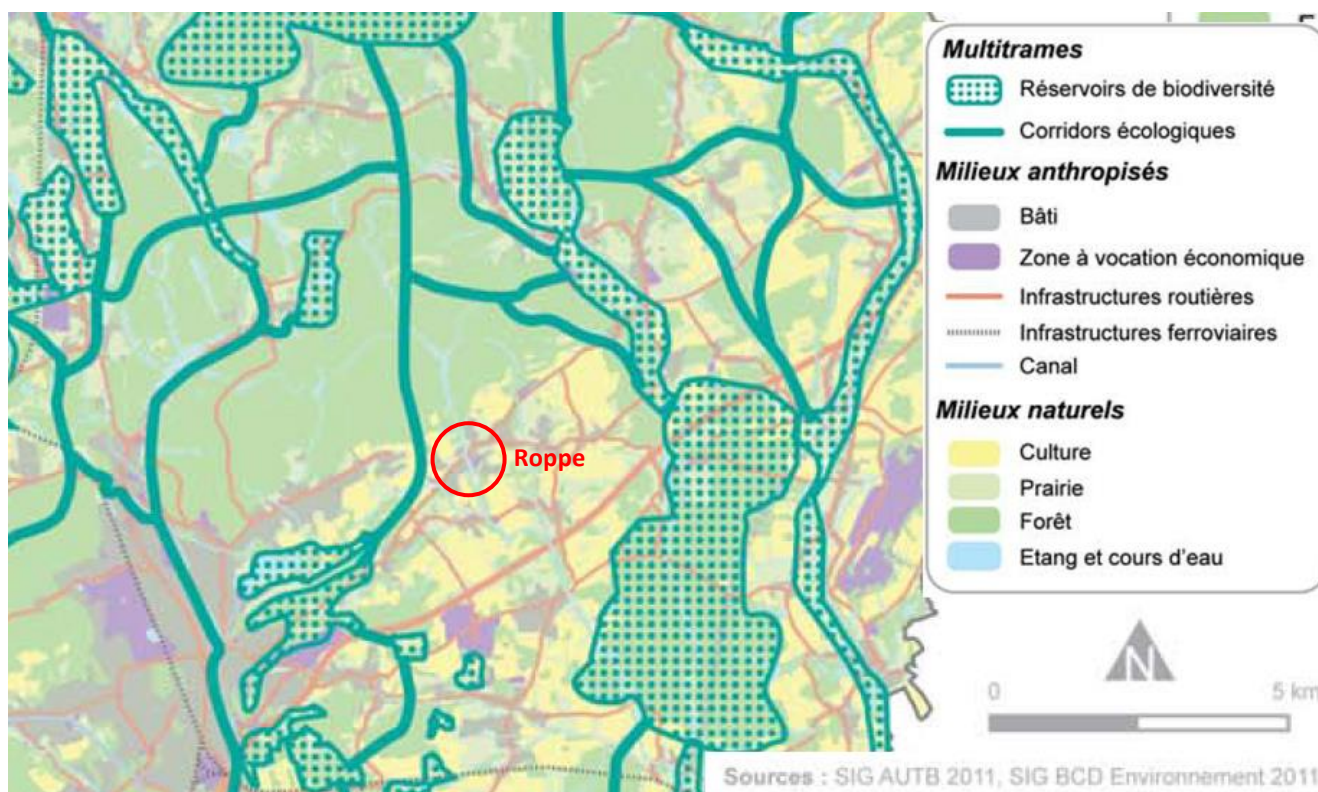 Multitrames
Réservoirs de biodiversité
Corridors écologiques
Milieux anthropisés
Bâti
Zone à vocation économique
Infrastructures routières
Infrastructures ferroviaires
Canal
Milieux naturels
Culture
Prairie
Forêt
Etang et cours d'eau
Roppe
N
0 5 km
Sources : SIG AUTB 2011, SIG BCD Environnement 2011